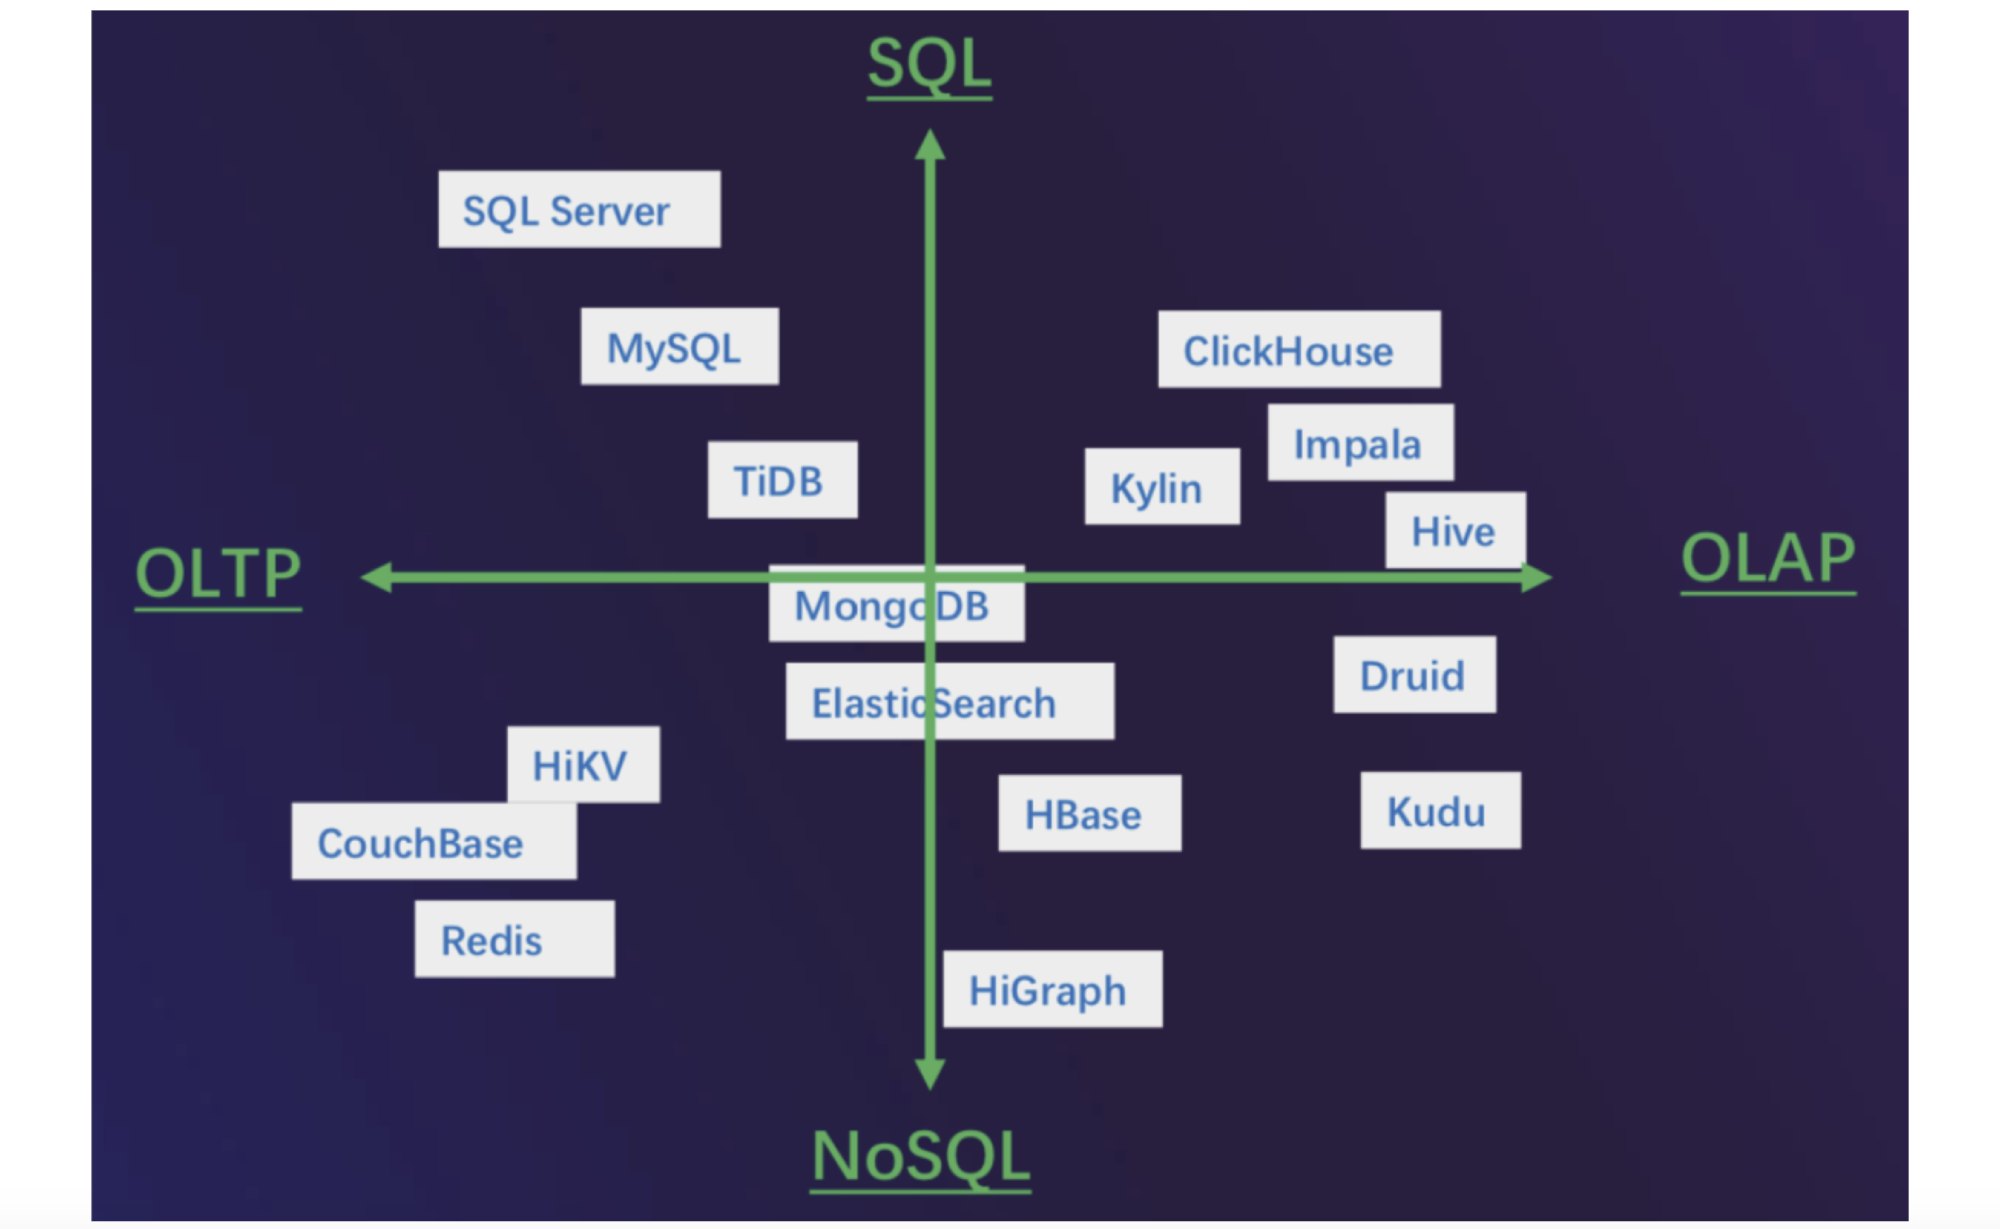 SQL
SQL Server
MySQL
ClickHouse
Impala
TiDB
Kylin
Hive
OLTP
OLAP
MongoDB
ElasticSearch
Druid
HiKV
HBase
Kudu
CouchBase
Redis
HiGraph
NoSQL